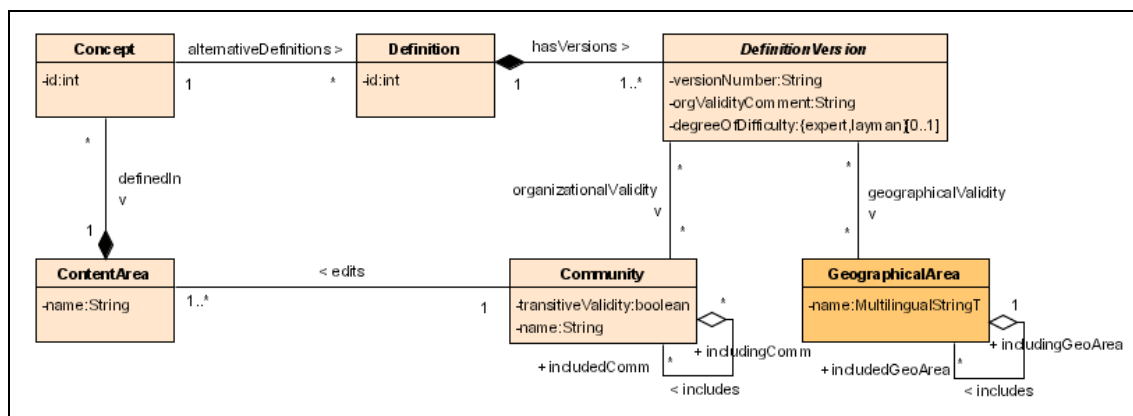 Concept
-id:int
alternativeDefinitions >
1
*
Definition
-id:int
hasVersions >
1
1..*
DefinitionVersion
-versionNumber:String
-orgValidityComment:String
-degreeOfDifficulty:{expert,layman}[0..1]
*
definedIn
v
1
*
organizationalValidity
v
*
*
geographicalValidity
v
*
ContentArea
-name:String
< edits
1..*
1
Community
-transitiveValidity:boolean
-name:String
*
+ includingComm
+ includedComm
*
< includes
GeographicalArea
-name:MultilingualStringT
1
+ includingGeoArea
+ includedGeoArea
*
< includes